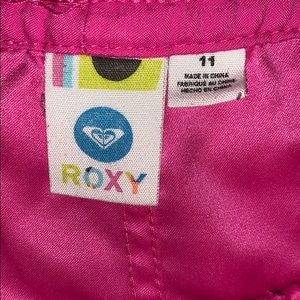 ROXY
11
MADE IN CHINA
FABRIQUÉ AU CHINE
HECHO EN CHINA